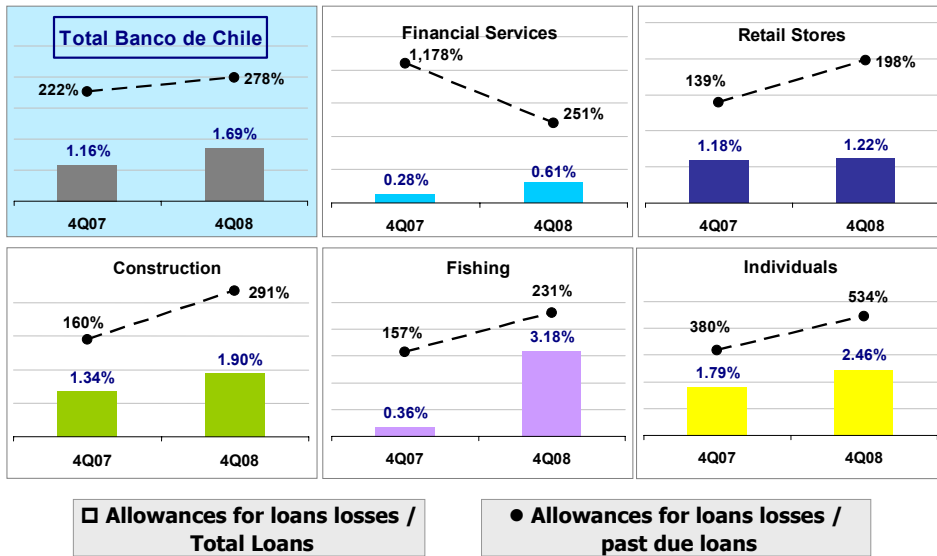 Total Banco de Chile
222%
278%
1.16%
1.69%
4Q07 4Q08
Financial Services
1,178%
251%
0.28%
0.61%
4Q07 4Q08
Retail Stores
139%
198%
1.18%
1.22%
4Q07 4Q08
Construction
160%
291%
1.34%
1.90%
4Q07 4Q08
Fishing
157%
231%
0.36%
3.18%
4Q07 4Q08
Individuals
380%
534%
1.79%
2.46%
4Q07 4Q08
Allowances for loans losses /
Total Loans
Allowances for loans losses /
past due loans